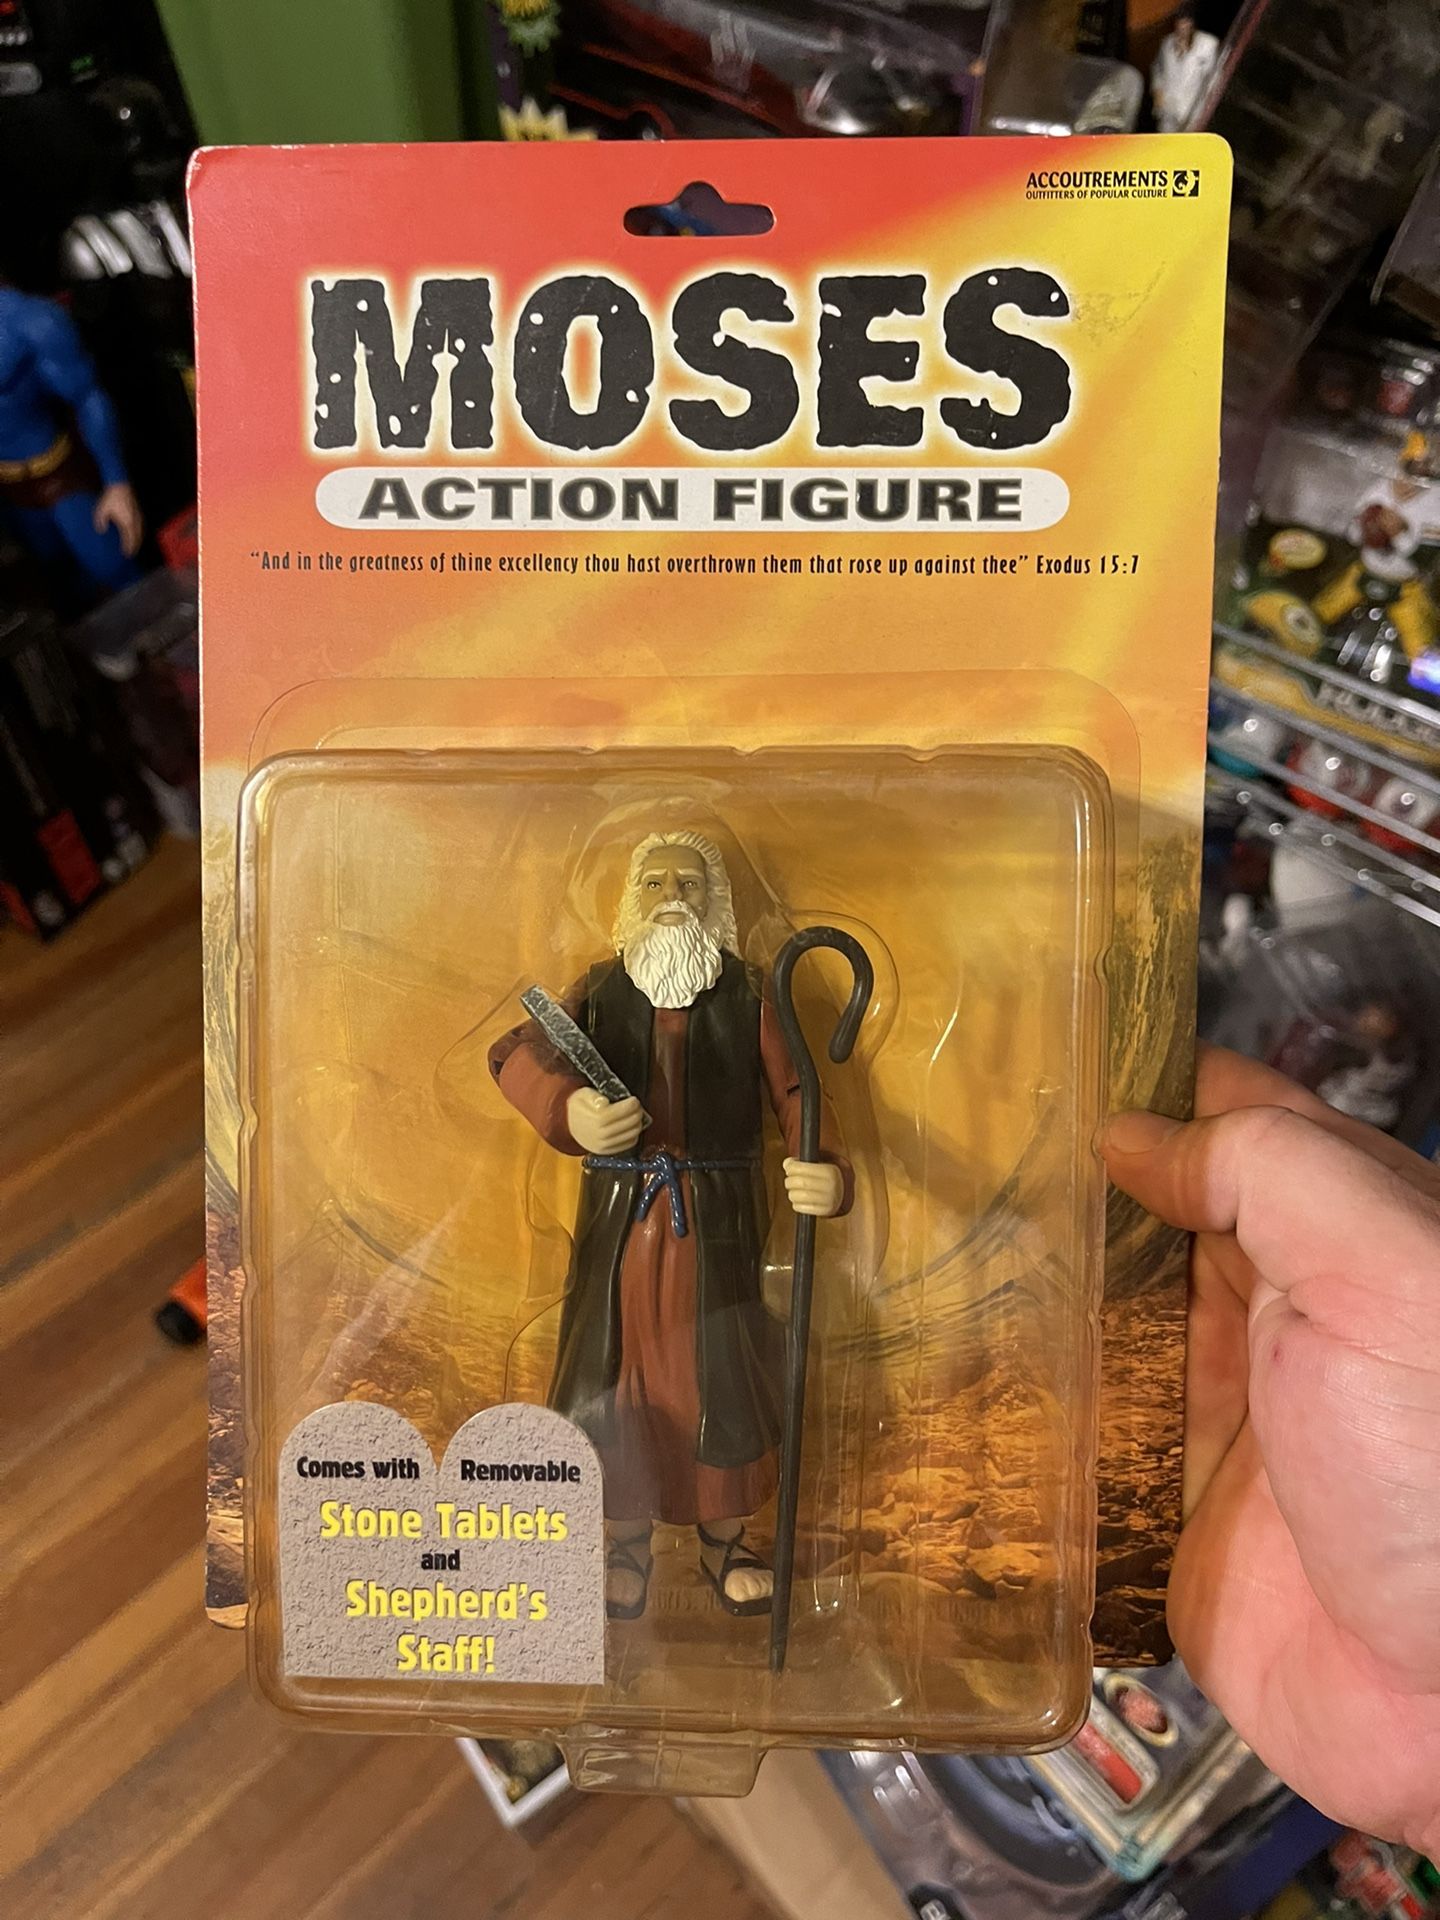 ACCOUTREMENTS
OUTFITTERS OF POPULAR CULTURE
MOSES
ACTION FIGURE
“And in the greatness of thine excellency thou hast overthrown them that rose up against thee” Exodus 15:7
Comes with Removable
Stone Tablets
and
Shepherd's
Staff!